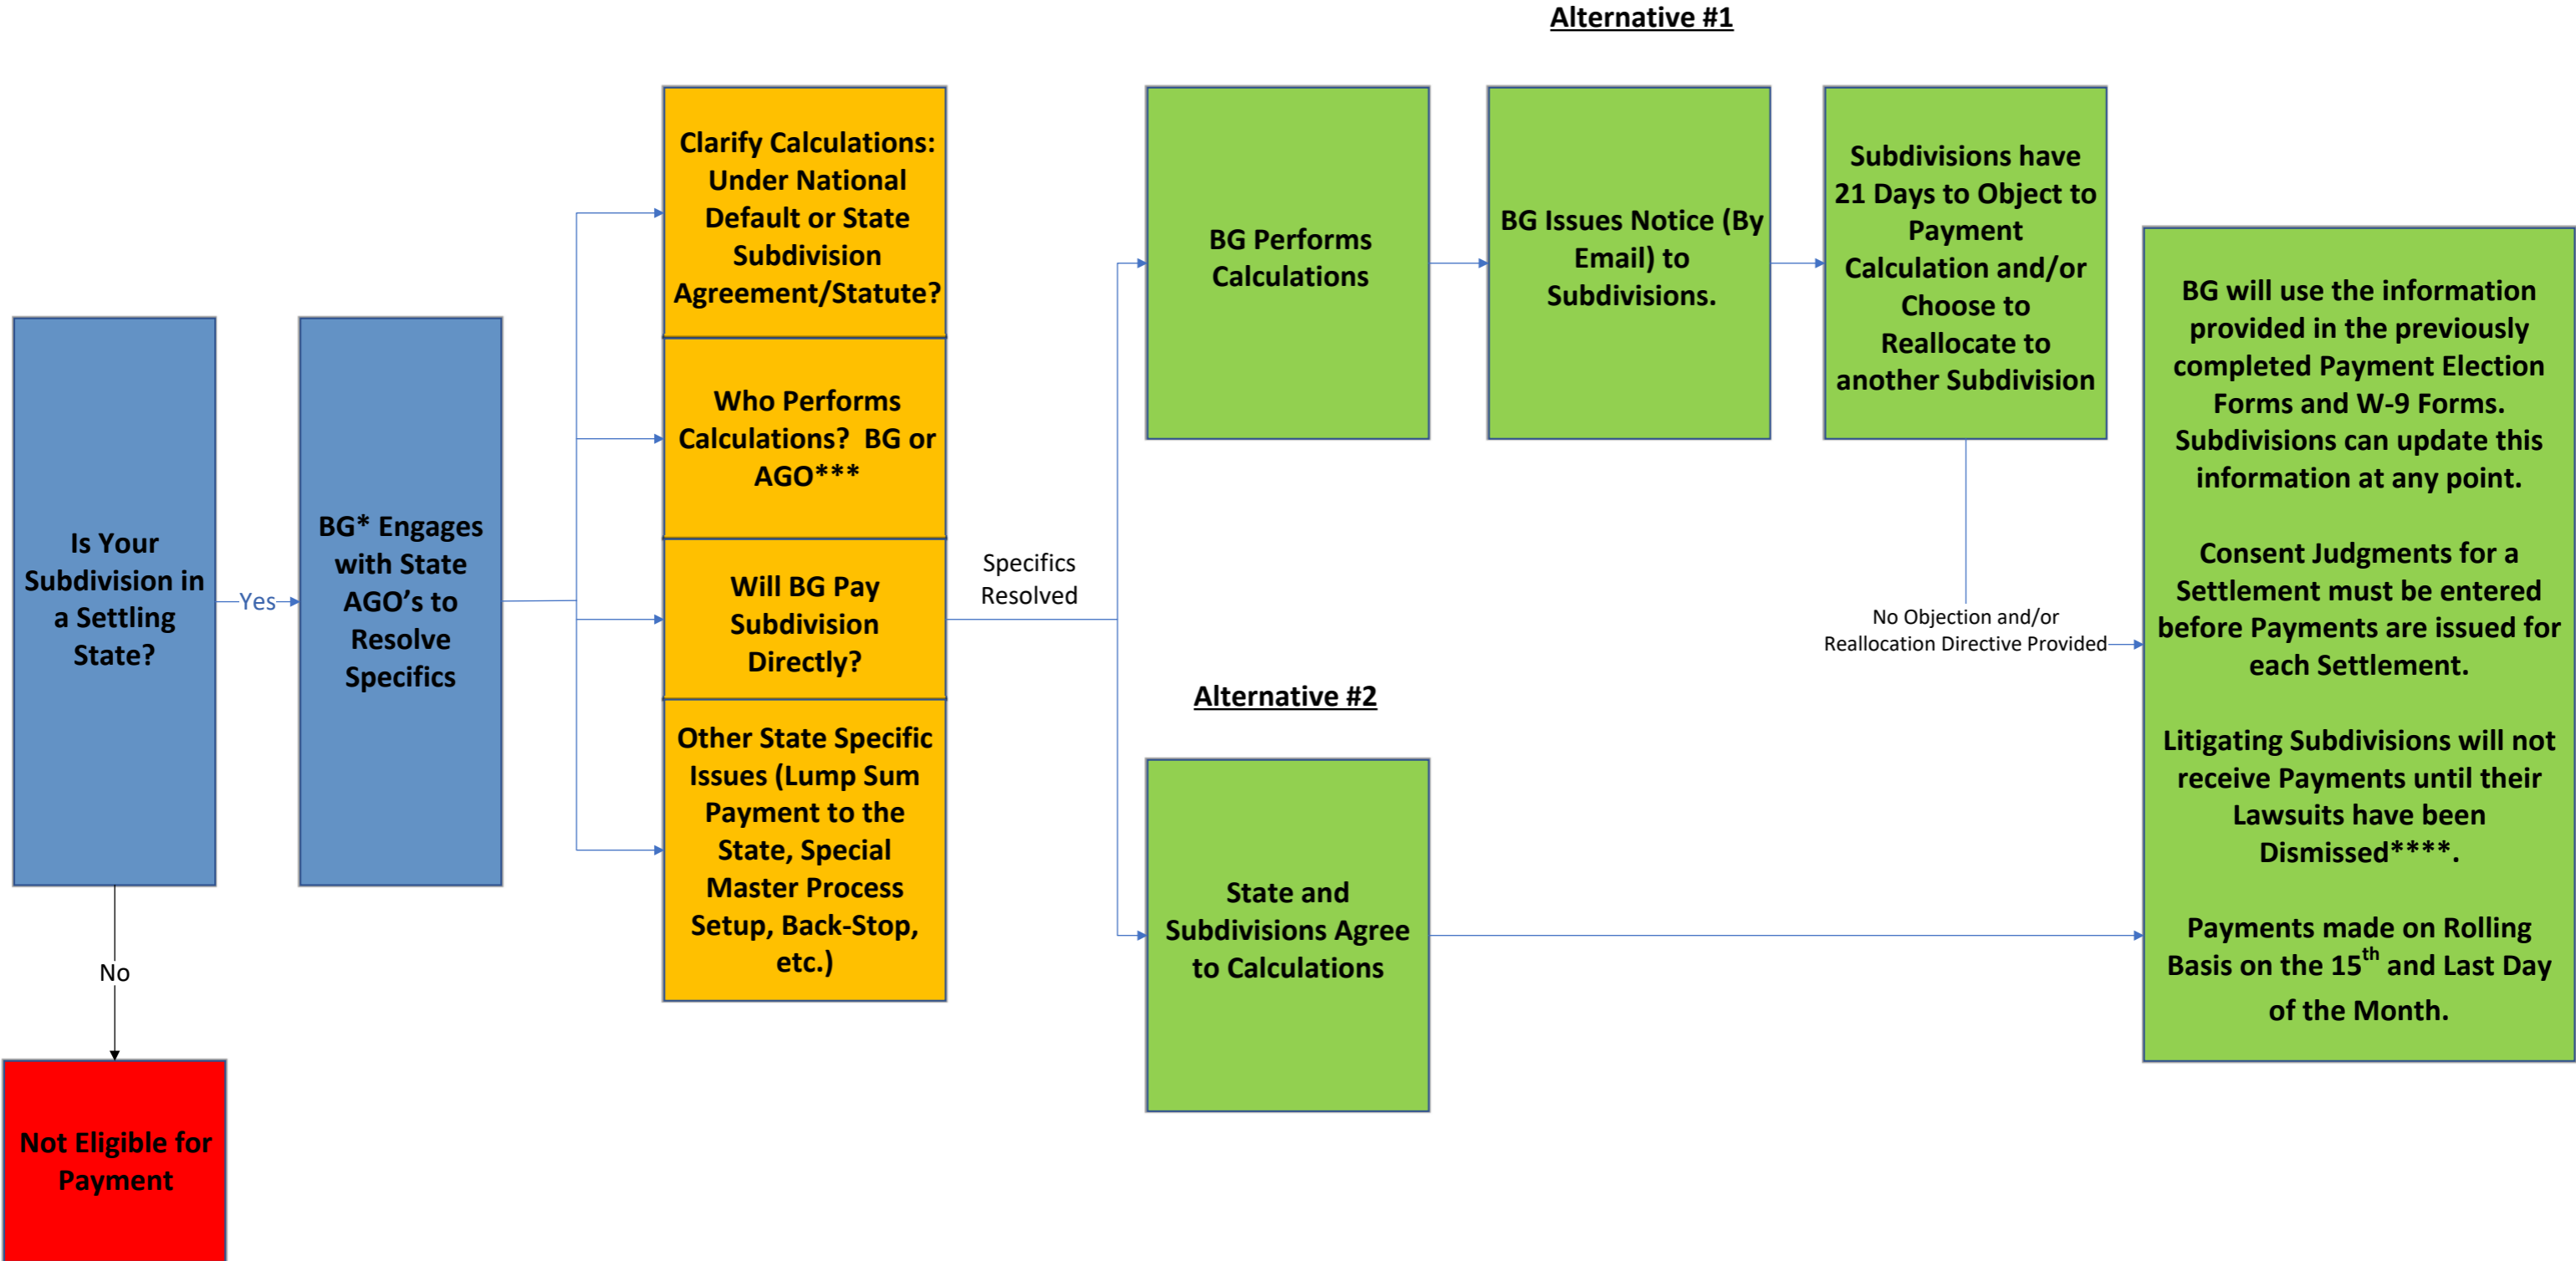 Alternative #1
Is Your
Subdivision in
a Settling
State?
Yes
No
Not Eligible for
Payment
BG* Engages
with State
AGO’s to
Resolve
Specifics
Clarify Calculations:
Under National
Default or State
Subdivision
Agreement/Statute?
Who Performs
Calculations?  BG or
AGO***
Will BG Pay
Subdivision
Directly?
Other State Specific
Issues (Lump Sum
Payment to the
State, Special
Master Process
Setup, Back-Stop,
etc.)
Specifics
Resolved
BG Performs
Calculations
BG Issues Notice (By
Email) to
Subdivisions.
Subdivisions have
21 Days to Object to
Payment
Calculation and/or
Choose to
Reallocate to
another Subdivision
No Objection and/or
Reallocation Directive Provided
Alternative #2
State and
Subdivisions Agree
to Calculations
BG will use the information
provided in the previously
completed Payment Election
Forms and W-9 Forms.
Subdivisions can update this
information at any point.
Consent Judgments for a
Settlement must be entered
before Payments are issued for
each Settlement.
Litigating Subdivisions will not
receive Payments until their
Lawsuits have been
Dismissed****.
Payments made on Rolling
Basis on the 15th and Last Day
of the Month.